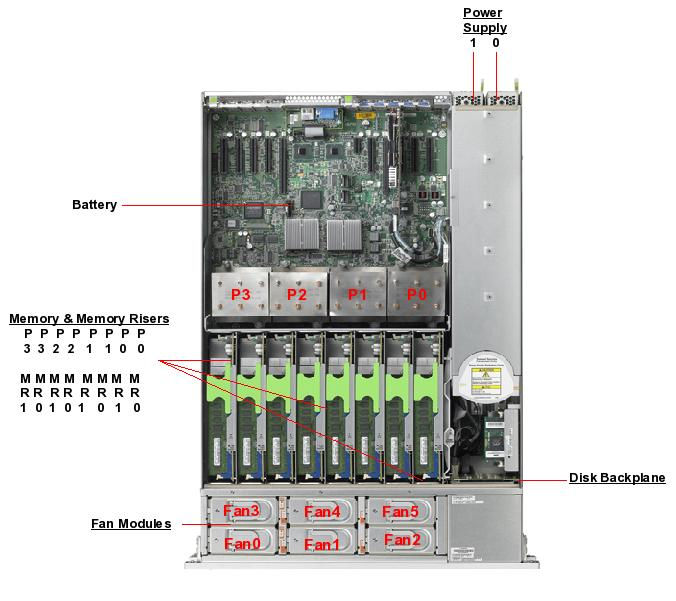 Power
Supply
1 0
Battery
P3 P2 P1 P0
Memory & Memory Risers
P P P P P P P P
3 3 2 2 1 1 0 0
M M M M M M M M
R R R R R R R R
1 0 1 0 1 0 1 0
CAUTION
Disk Backplane
Fan Modules
Fan3 Fan4 Fan5
Fan0 Fan1 Fan2